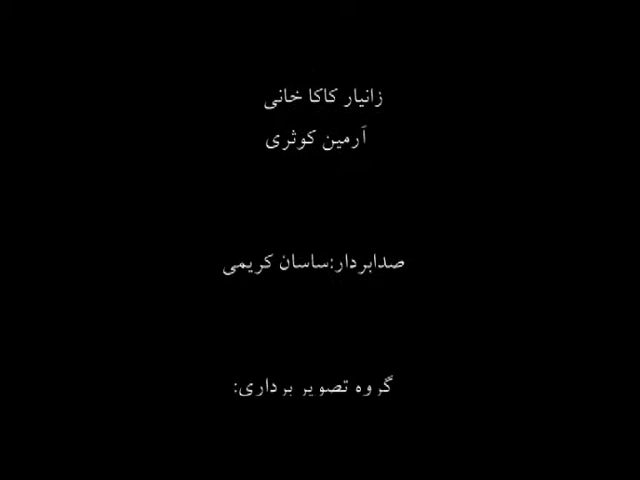 زانیار کاکا خانی
آرمین کوثری
صدابردار:ساسان کریمی
گروه تصویر برداری: